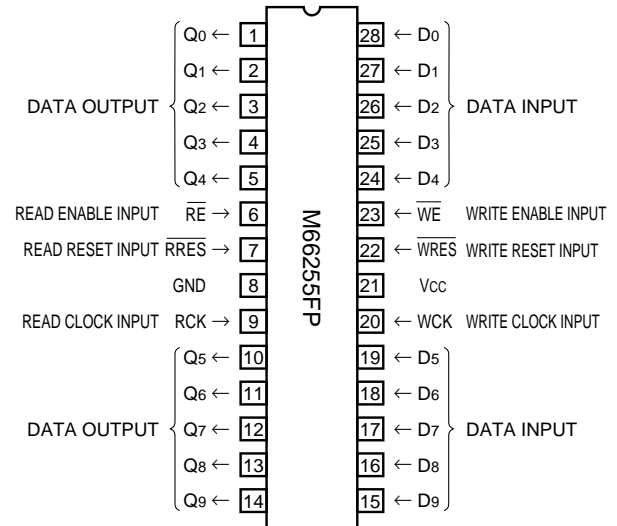 Q0 ← 1 28 ← D0
Q1 ← 2 27 ← D1
DATA OUTPUT Q2 ← 3 26 ← D2 DATA INPUT
Q3 ← 4 25 ← D3
Q4 ← 5 24 ← D4
READ ENABLE INPUT R̅E̅ → 6 23 ← W̅E̅ WRITE ENABLE INPUT
READ RESET INPUT R̅R̅E̅S̅ → 7 22 ← W̅R̅E̅S̅ WRITE RESET INPUT
GND 8 21 Vcc
READ CLOCK INPUT RCK → 9 20 ← WCK WRITE CLOCK INPUT
Q5 ← 10 19 ← D5
Q6 ← 11 18 ← D6
DATA OUTPUT Q7 ← 12 17 ← D7 DATA INPUT
Q8 ← 13 16 ← D8
Q9 ← 14 15 ← D9
M66255FP